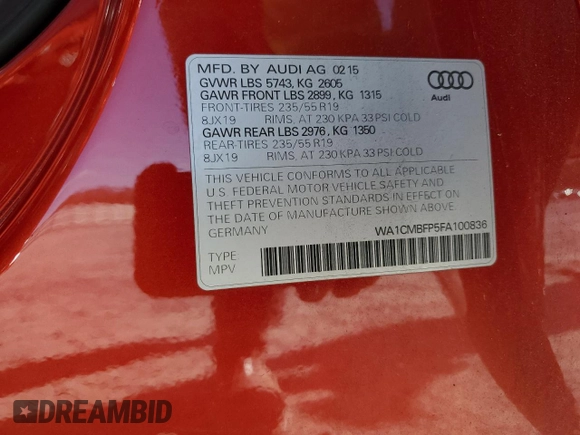 MFD. BY AUDI AG 02 15
GVWR LBS 5743, KG 2605
GAWR FRONT LBS 2899, KG 1315
FRONT-TIRES 235/55 R19
8JX19 RIMS, AT 230 KPA 33 PSI COLD
GAWR REAR LBS 2976, KG 1350
REAR-TIRES 235/55 R19
8JX19 RIMS, AT 230 KPA 33 PSI COLD
Audi
THIS VEHICLE CONFORMS TO ALL APPLICABLE
U.S. FEDERAL MOTOR VEHICLE SAFETY AND
THEFT PREVENTION STANDARDS IN EFFECT ON
THE DATE OF MANUFACTURE SHOWN ABOVE.
GERMANY
WA1CMBFP5FA100836
TYPE
MPV
DREAMBID